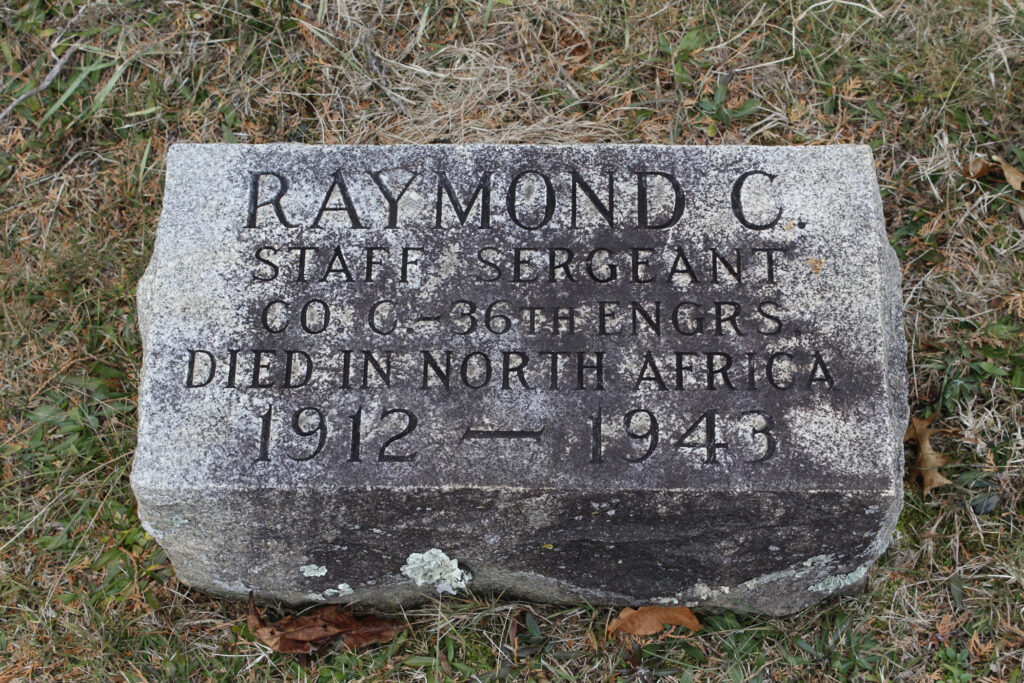 RAYMOND C.
STAFF SERGEANT
CO. C.-36TH ENGRS.
DIED IN NORTH AFRICA
1912 — 1943